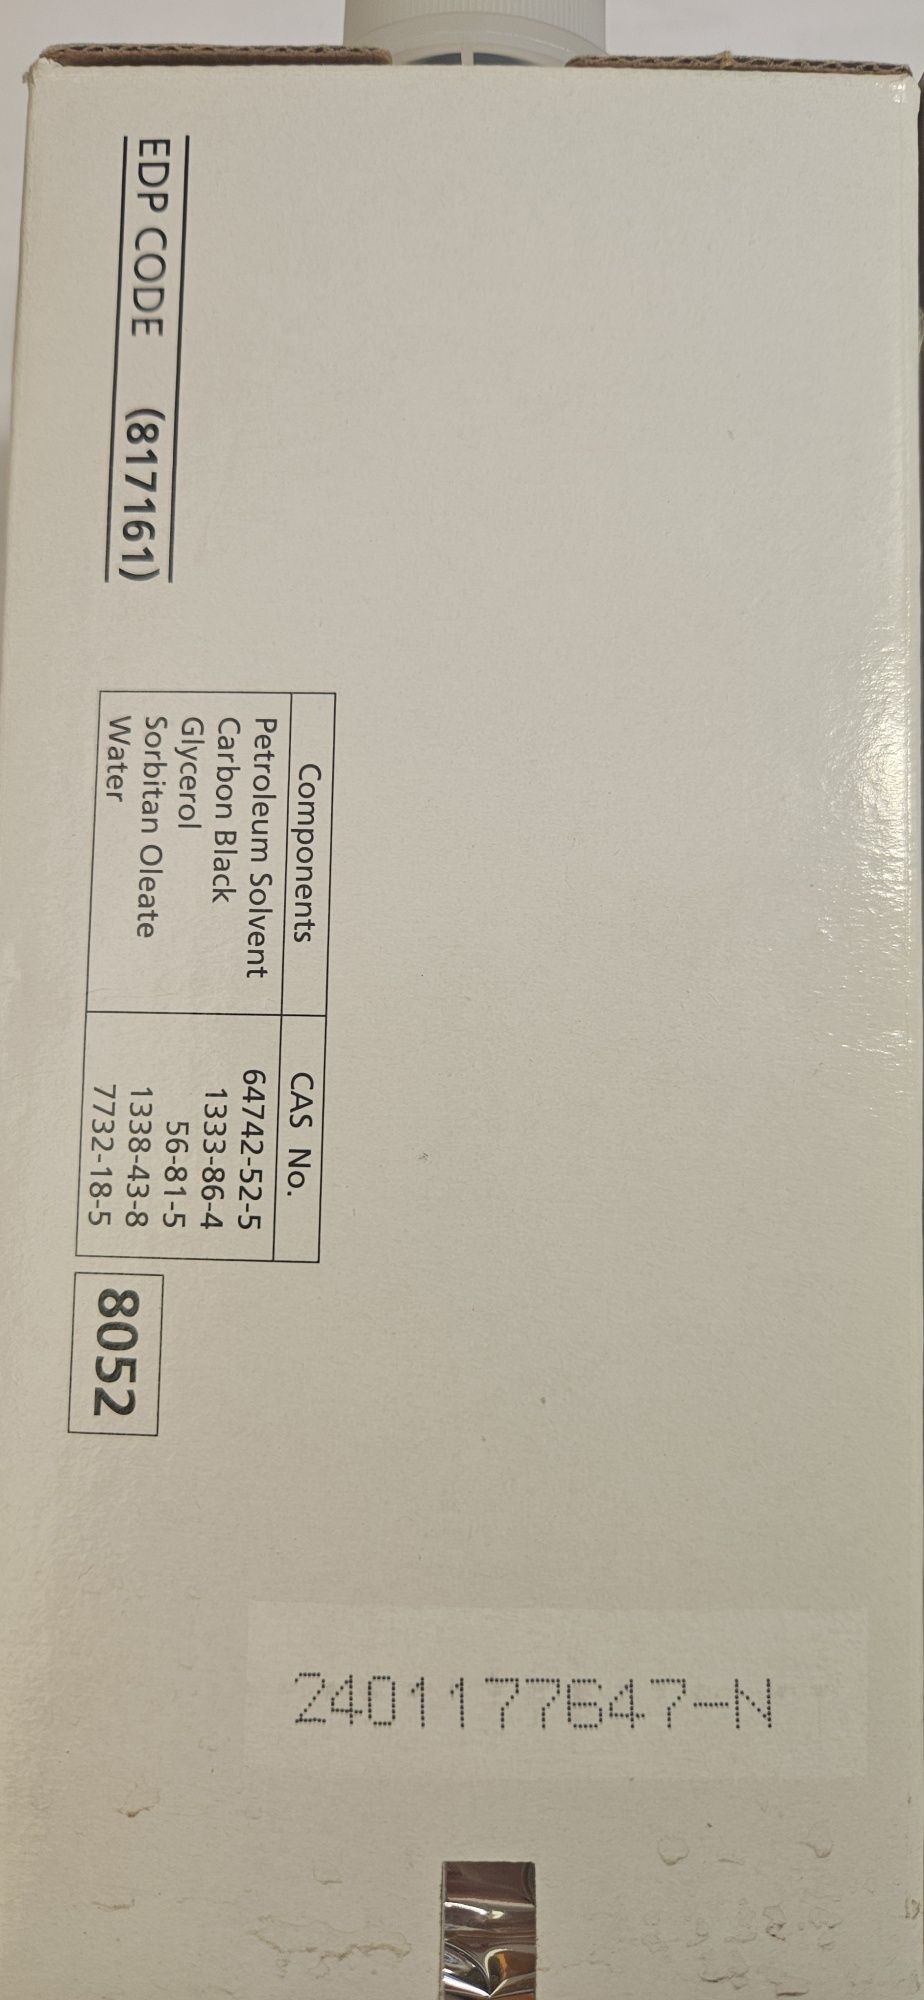 EDP CODE (817161)
Components CAS No.
Petroleum Solvent 64742-52-5
Carbon Black 1333-86-4
Glycerol 56-81-5
Sorbitan Oleate 1338-43-8
Water 7732-18-5
8052
2401177647-N